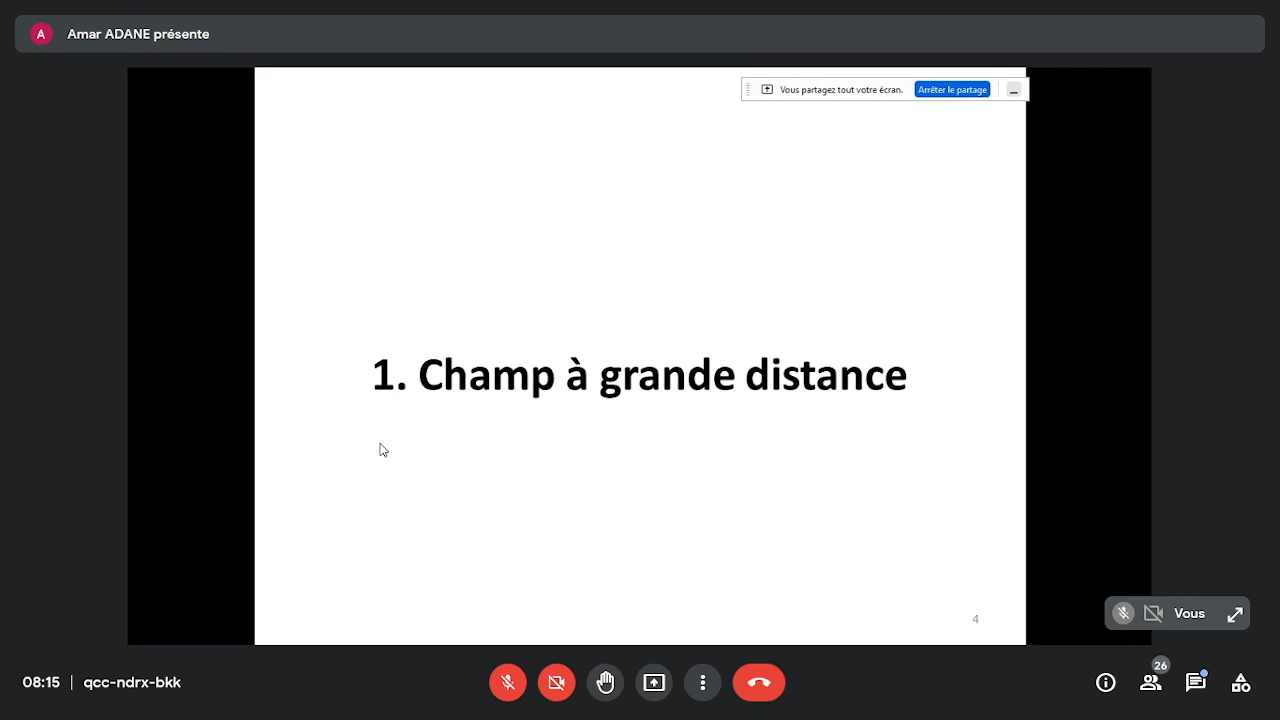 A Amar ADANE présente
Vous partagez tout votre écran. Arrêter le partage
1. Champ à grande distance
4
Vous
26
08:15 | qcc-ndrx-bkk